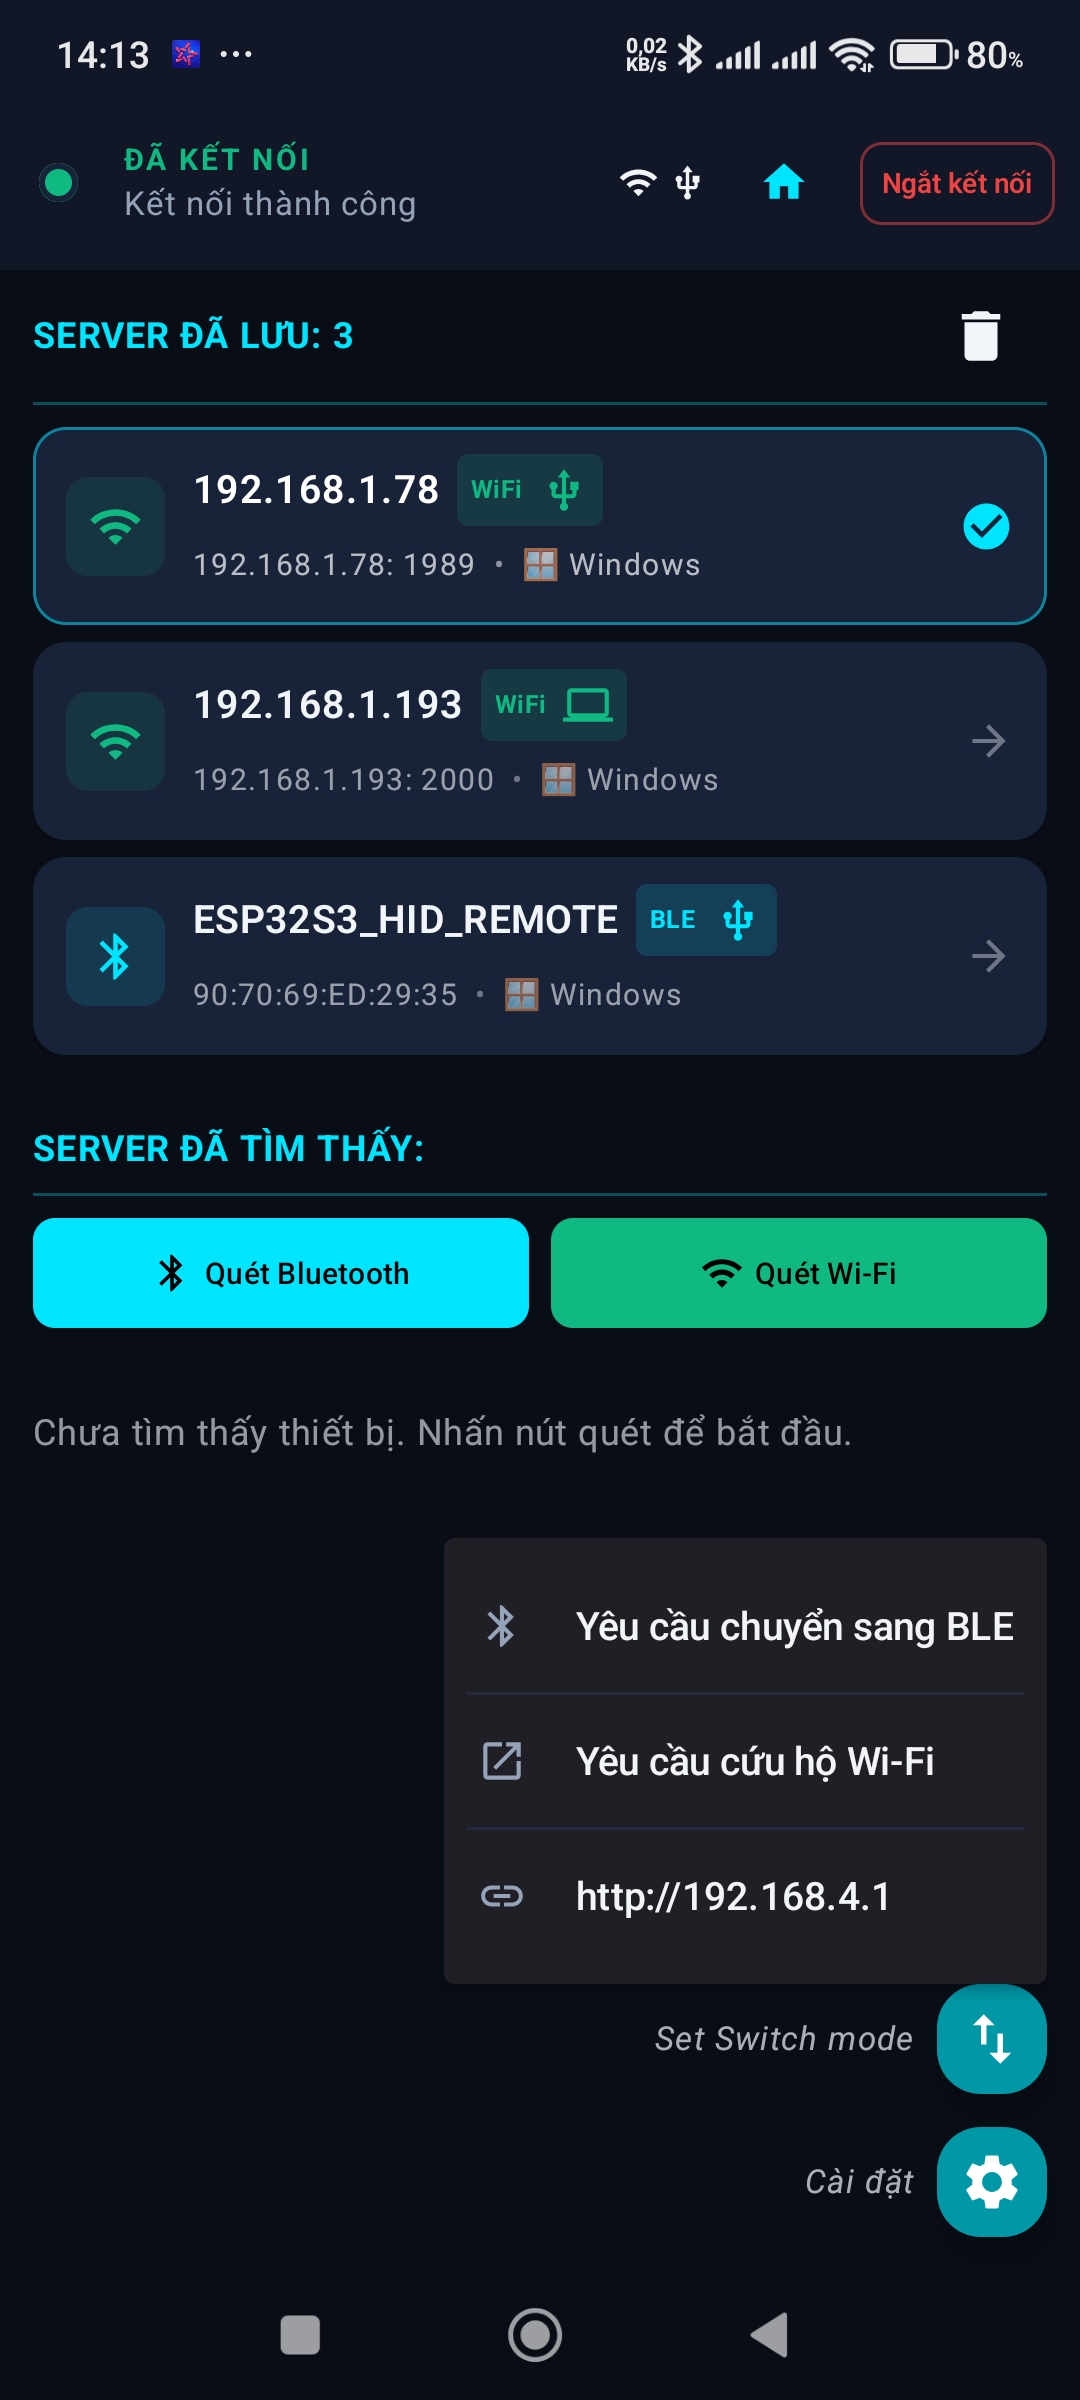 14:13
0,02
KB/s
80%
ĐÃ KẾT NỐI
Kết nối thành công
Ngắt kết nối
SERVER ĐÃ LƯU: 3
192.168.1.78 WiFi
192.168.1.78: 1989 • Windows
192.168.1.193 WiFi
192.168.1.193: 2000 • Windows
ESP32S3_HID_REMOTE BLE
90:70:69:ED:29:35 • Windows
SERVER ĐÃ TÌM THẤY:
Quét Bluetooth
Quét Wi-Fi
Chưa tìm thấy thiết bị. Nhấn nút quét để bắt đầu.
Yêu cầu chuyển sang BLE
Yêu cầu cứu hộ Wi-Fi
http://192.168.4.1
Set Switch mode
Cài đặt